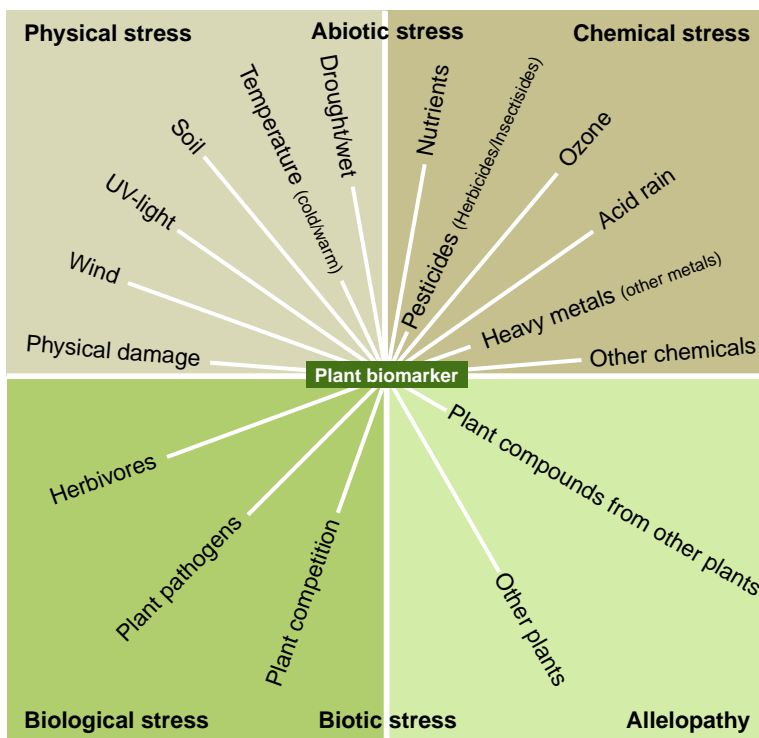 Physical stress
Abiotic stress
Chemical stress
Drought/wet
Temperature (cold/warm)
Soil
UV-light
Wind
Physical damage
Nutrients
Pesticides (Herbicides/Insectisides)
Ozone
Acid rain
Heavy metals (other metals)
Other chemicals
Plant biomarker
Herbivores
Plant pathogens
Plant competition
Plant compounds from other plants
Other plants
Biological stress
Biotic stress
Allelopathy